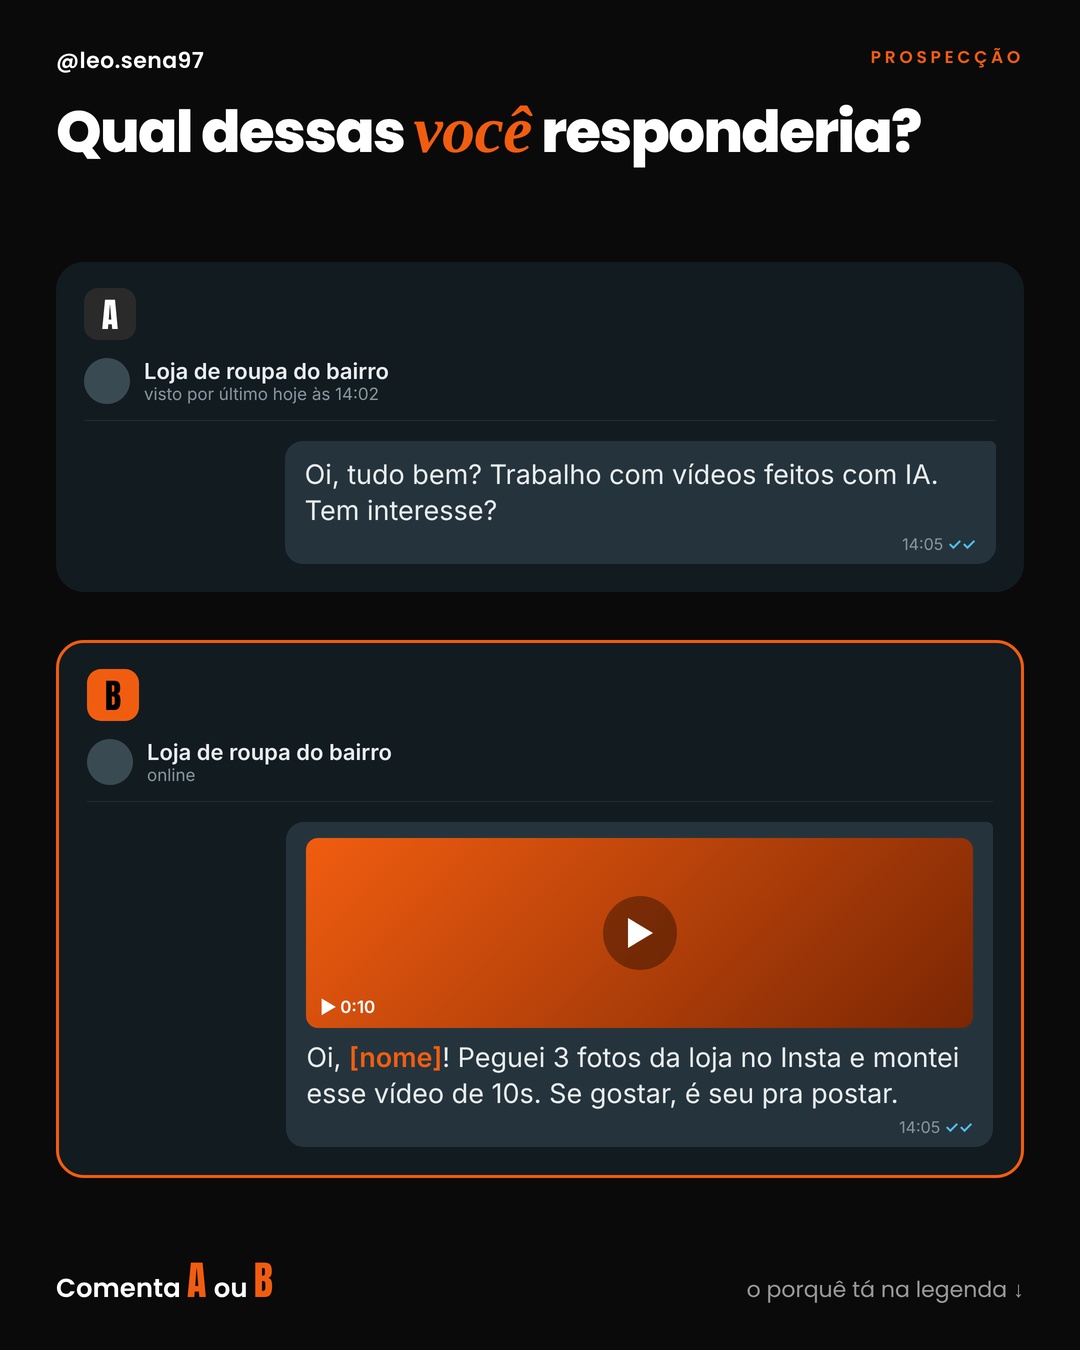 @leo.sena97
PROSPECÇÃO
Qual dessas você responderia?
A
Loja de roupa do bairro
visto por último hoje às 14:02
Oi, tudo bem? Trabalho com vídeos feitos com IA.
Tem interesse?
14:05
B
Loja de roupa do bairro
online
0:10
Oi, [nome]! Peguei 3 fotos da loja no Insta e montei
esse vídeo de 10s. Se gostar, é seu pra postar.
14:05
Comenta A ou B
o porquê tá na legenda ↓